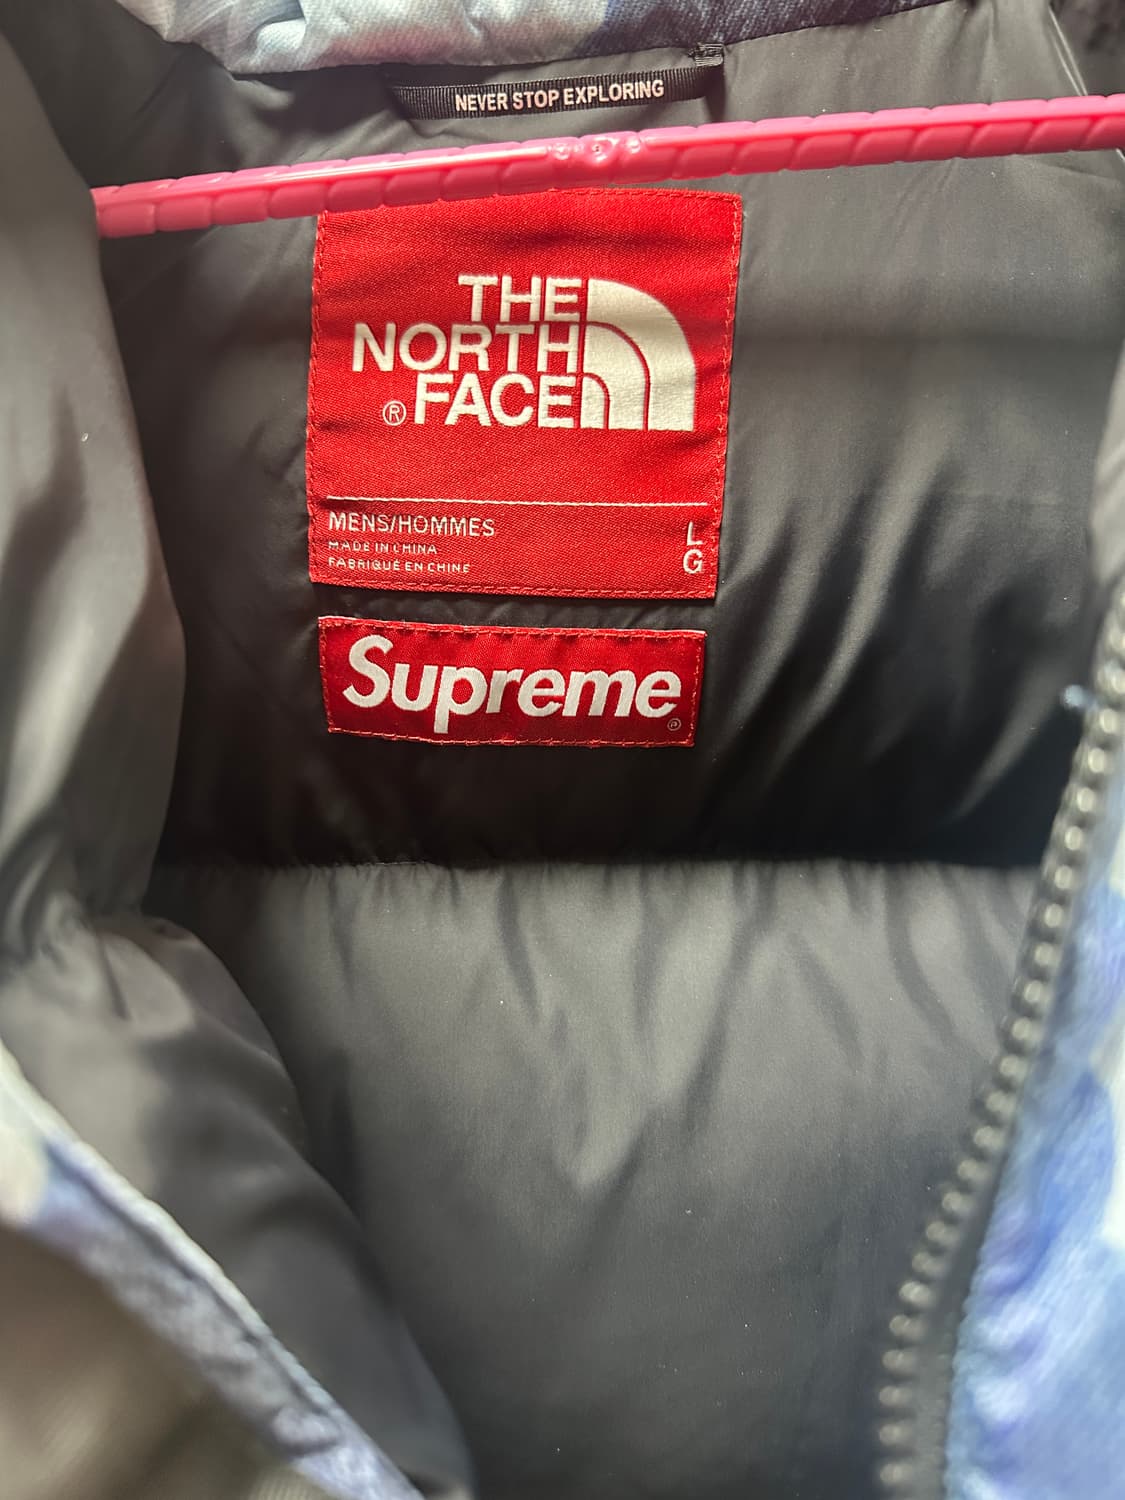 NEVER STOP EXPLORING
THE
NORTH
® FACE
MENS/HOMMES
MADE IN CHINA
FABRIQUÉ EN CHINE
L
G
Supreme ®